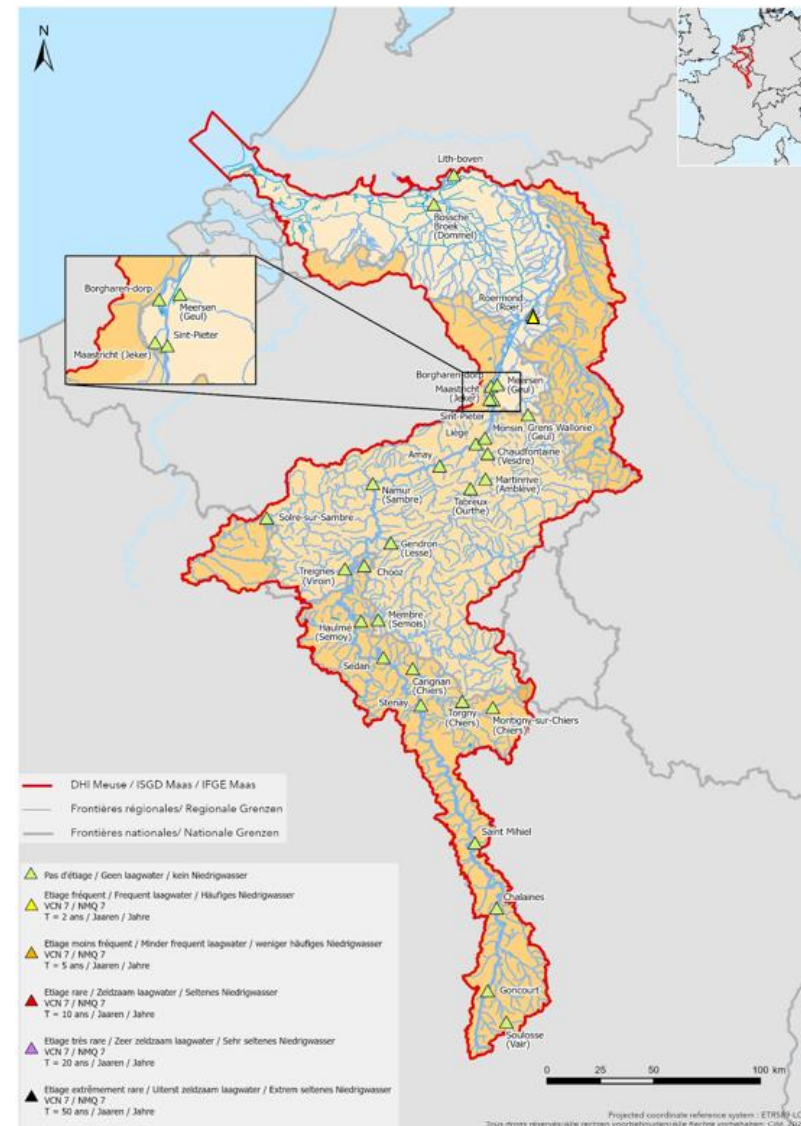 N
Lith-boven
Bossche
Broek
(Dommel)
Roermond
(Roer)
Borgharen-dorp
Meersen
(Geul)
Sint-Pieter
Maastricht (Jeker)
Borgharen-dorp
Meersen
(Geul)
Maastricht
(Jeker)
Sint-Pieter
Monsin
Grens Wallonie
(Geul)
Liège
Chaudfontaine
(Vesdre)
Amay
Martinrive
(Amblève)
Namur
(Sambre)
Tabreux
(Ourthe)
Solre-sur-Sambre
Gendron
(Lesse)
Treignes
(Viroin)
Chooz
Membre
(Semois)
Haulmé
(Semoy)
Sedan
Carignan
(Chiers)
Stenay
Torgny
(Chiers)
Montigny-sur-Chiers
(Chiers)
DHI Meuse / ISGD Maas / IFGE Maas
Frontières régionales/ Regionale Grenzen
Frontières nationales/ Nationale Grenzen
Saint Mihiel
Chalaines
Goncourt
Soulosse
(Vair)
Pas d'étiage / Geen laagwater / kein Niedrigwasser
Etiage fréquent / Frequent laagwater / Häufiges Niedrigwasser
VCN 7 / NMQ 7
T = 2 ans / Jaaren / Jahre
Etiage moins fréquent / Minder frequent laagwater / weniger häufiges Niedrigwasser
VCN 7 / NMQ 7
T = 5 ans / Jaaren / Jahre
Etiage rare / Zeldzaam laagwater / Seltenes Niedrigwasser
VCN 7 / NMQ 7
T = 10 ans / Jaaren / Jahre
Etiage très rare / Zeer zeldzaam laagwater / Sehr seltenes Niedrigwasser
VCN 7 / NMQ 7
T = 20 ans / Jaaren / Jahre
Etiage extrêmement rare / Uiterst zeldzaam laagwater / Extrem seltenes Niedrigwasser
VCN 7 / NMQ 7
T = 50 ans / Jaaren / Jahre
0 25 50 100 km
Projected coordinate reference system :
Tous droits